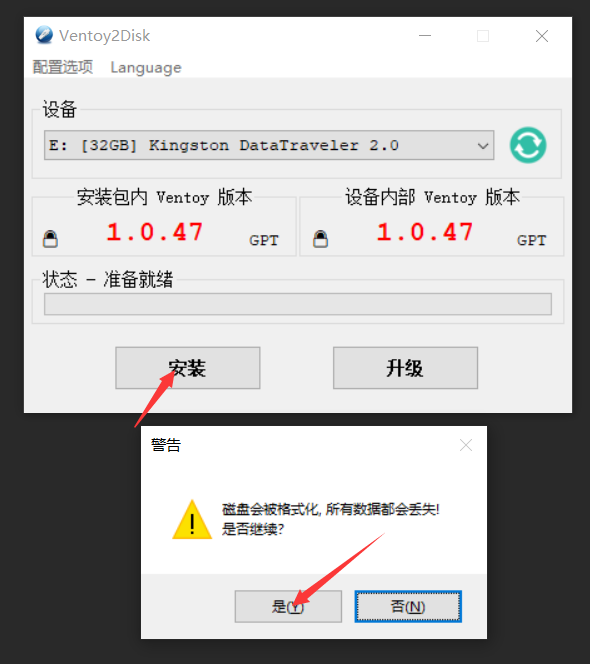 Ventoy2Disk
配置选项 Language
设备
E: [32GB] Kingston DataTraveler 2.0
安装包内 Ventoy 版本
1.0.47
GPT
设备内部 Ventoy 版本
1.0.47
GPT
状态 - 准备就绪
安装
升级
警告
磁盘会被格式化, 所有数据都会丢失!
是否继续?
是(Y)
否(N)